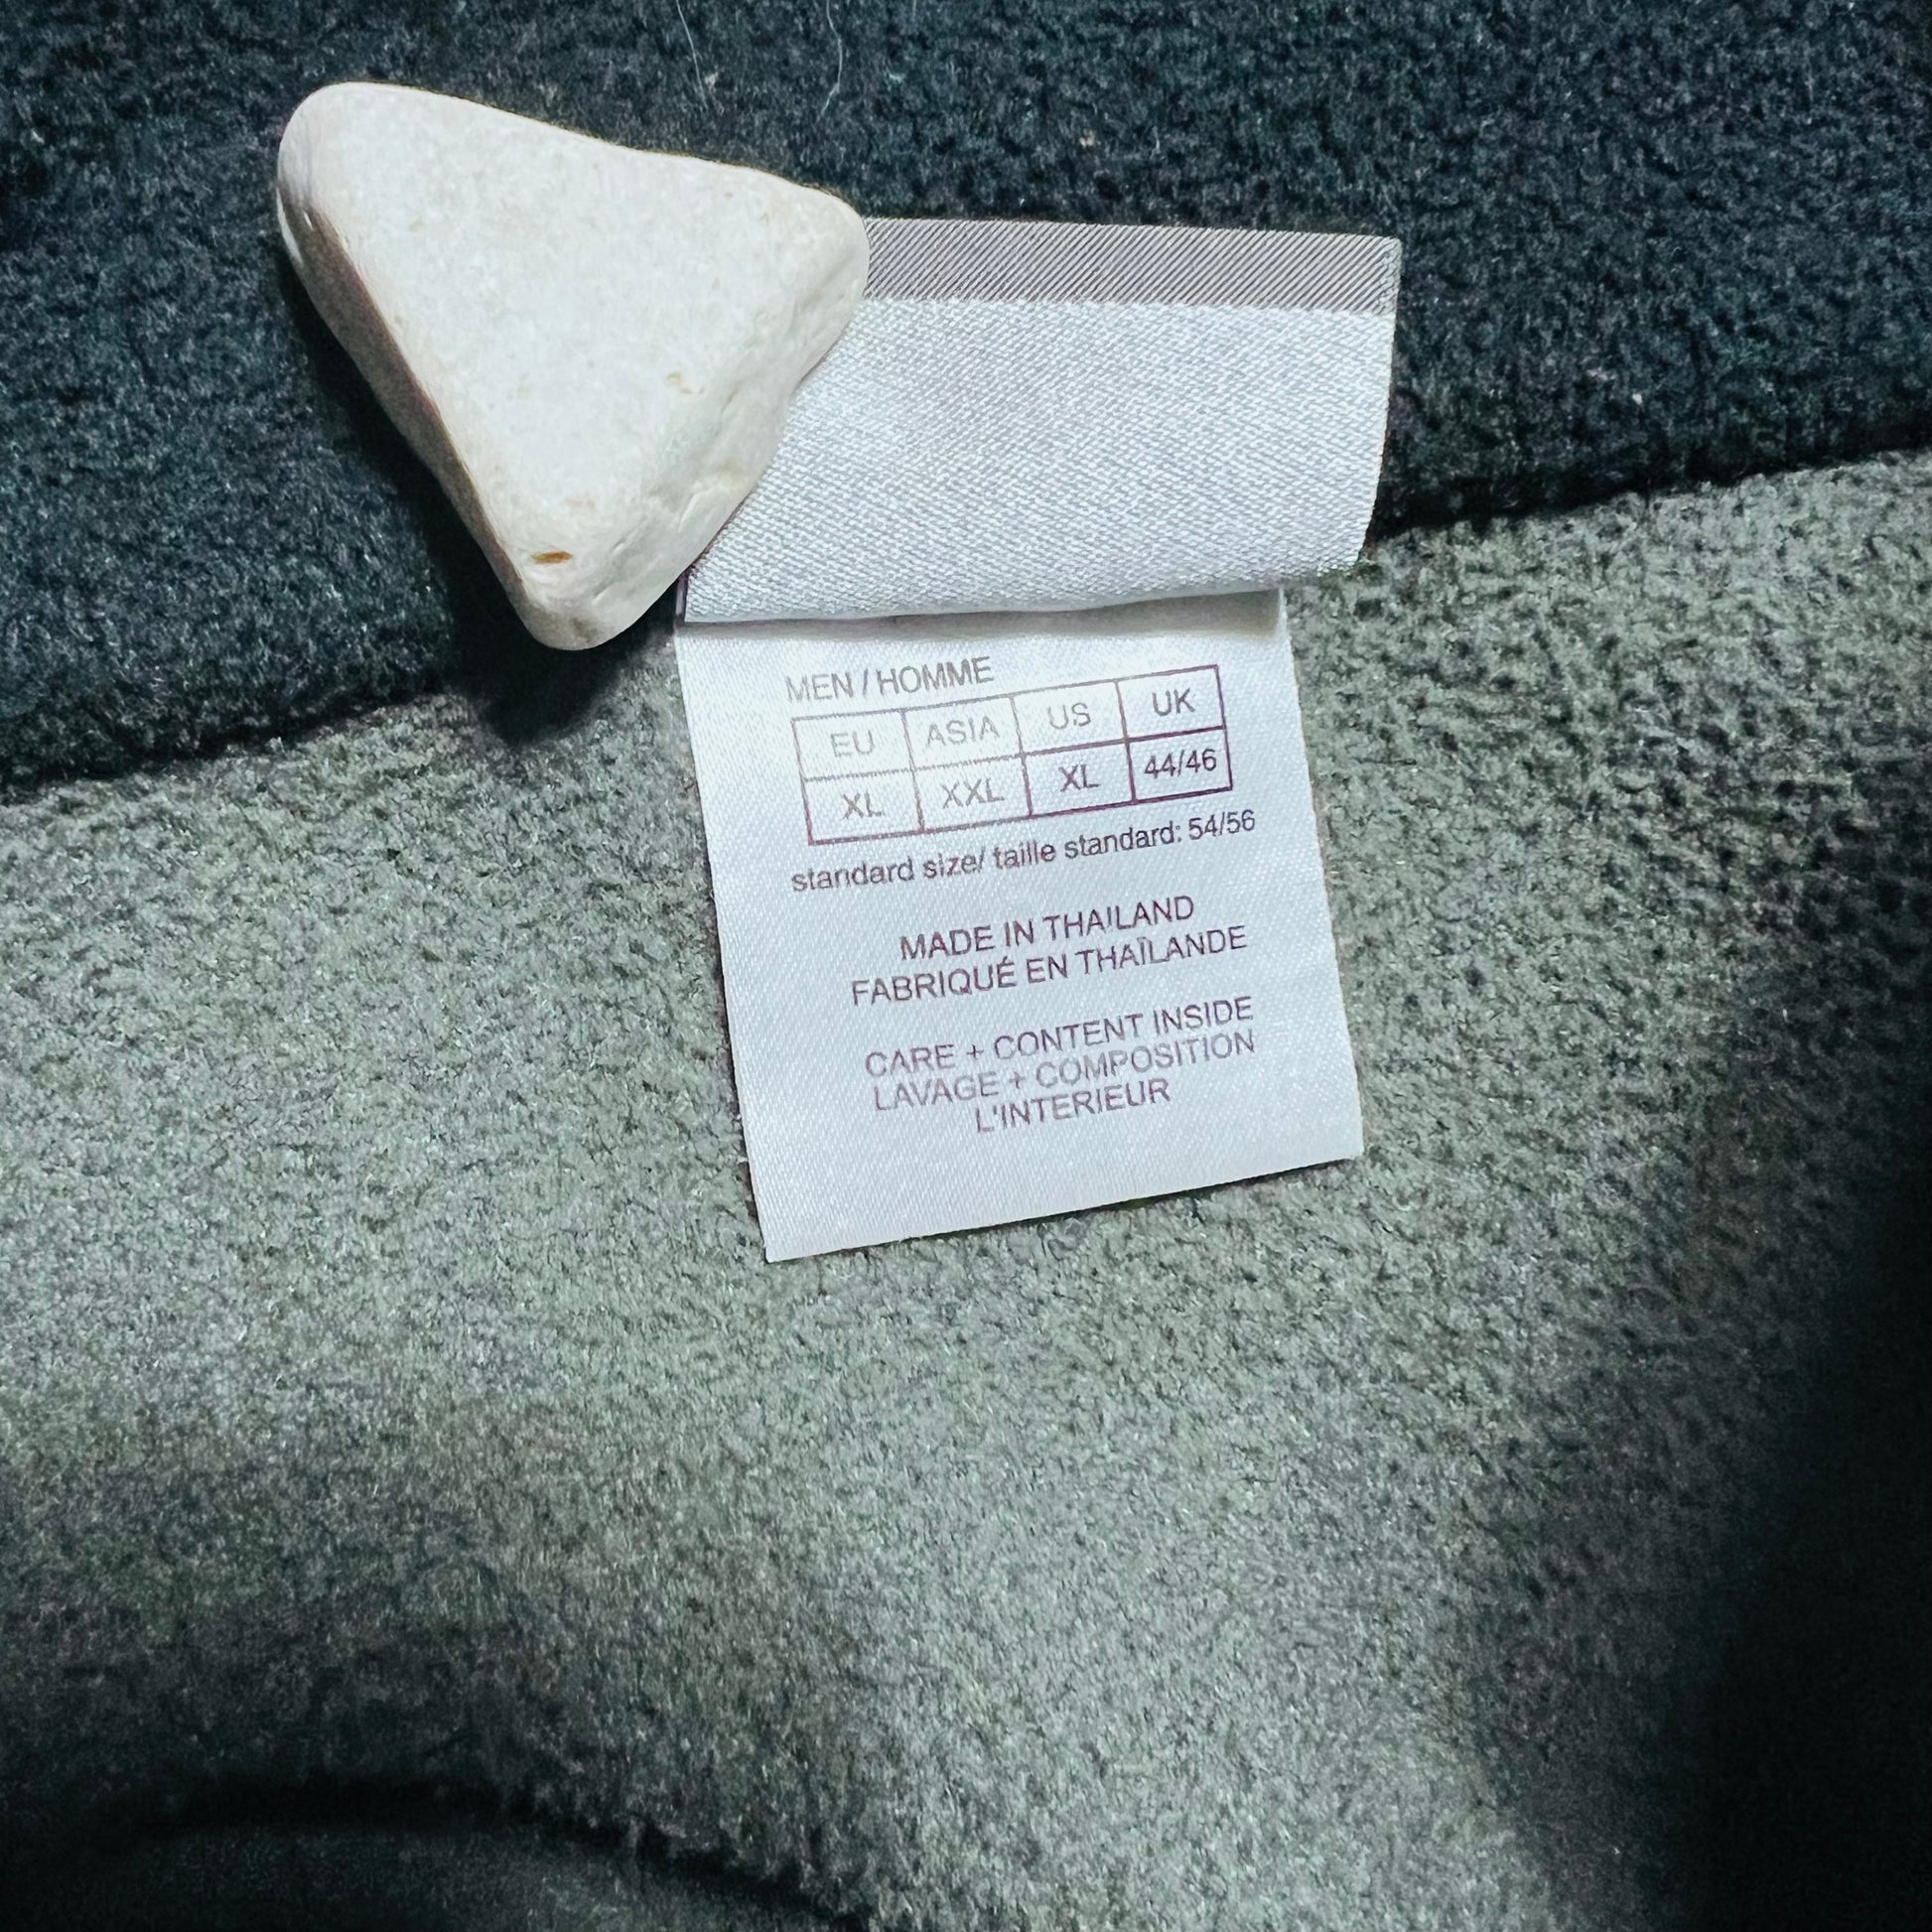 MEN / HOMME
EU ASIA US UK
XL XXL XL 44/46
standard size/ taille standard: 54/56
MADE IN THAILAND
FABRIQUÉ EN THAÏLANDE
CARE + CONTENT INSIDE
LAVAGE + COMPOSITION
L'INTERIEUR